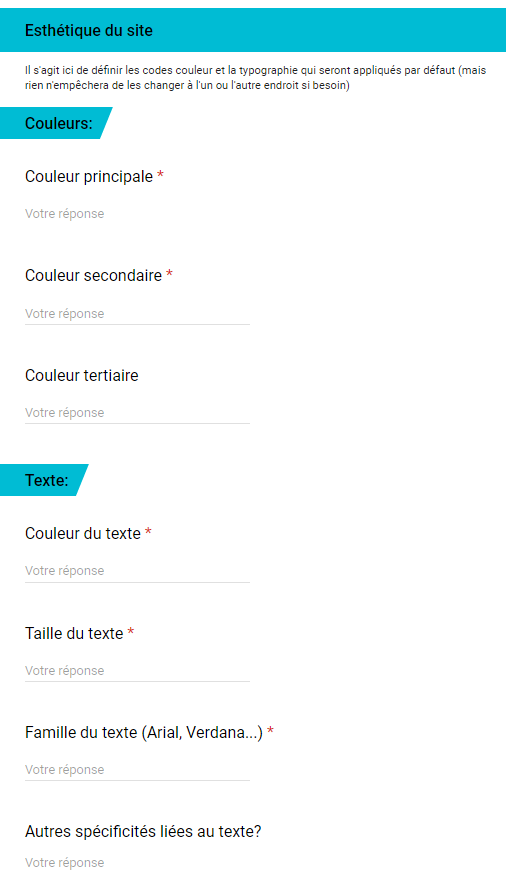 Esthétique du site
Il s'agit ici de définir les codes couleur et la typographie qui seront appliqués par défaut (mais
rien n'empêchera de les changer à l'un ou l'autre endroit si besoin)
Couleurs:
Couleur principale *
Votre réponse
Couleur secondaire *
Votre réponse
Couleur tertiaire
Votre réponse
Texte:
Couleur du texte *
Votre réponse
Taille du texte *
Votre réponse
Famille du texte (Arial, Verdana...) *
Votre réponse
Autres spécificités liées au texte?
Votre réponse